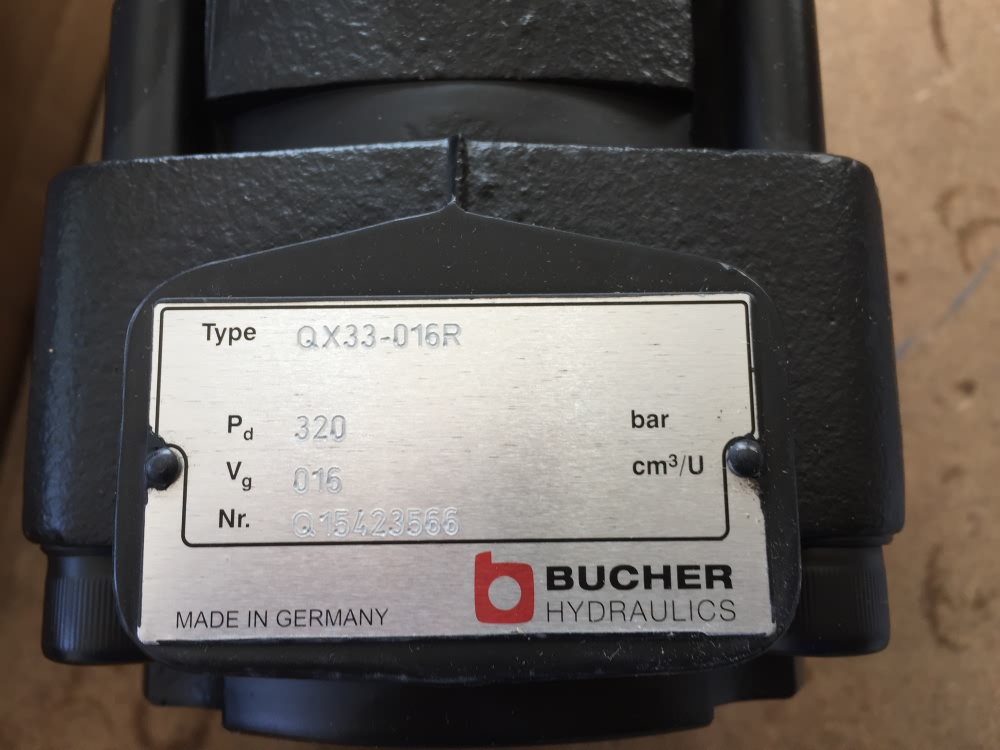 Type QX33-016R
Pd 320 bar
Vg 016 cm³/U
Nr. Q15423566
BUCHER
HYDRAULICS
MADE IN GERMANY